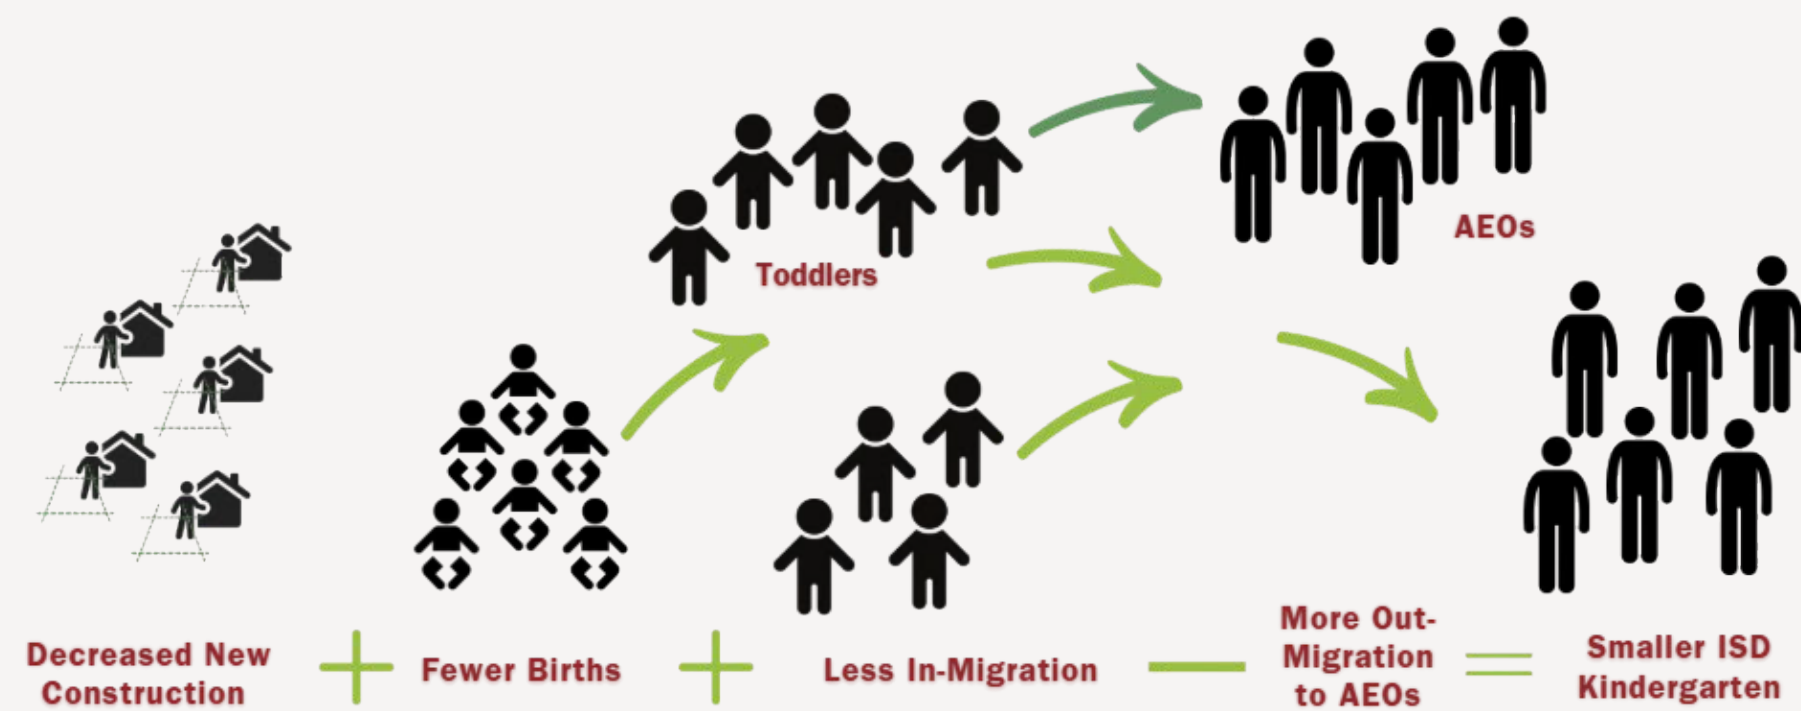 AEOs
Toddlers
Decreased New
Construction
+
Fewer Births
+
Less In-Migration
—
More Out-
Migration
to AEOs
=
Smaller ISD
Kindergarten